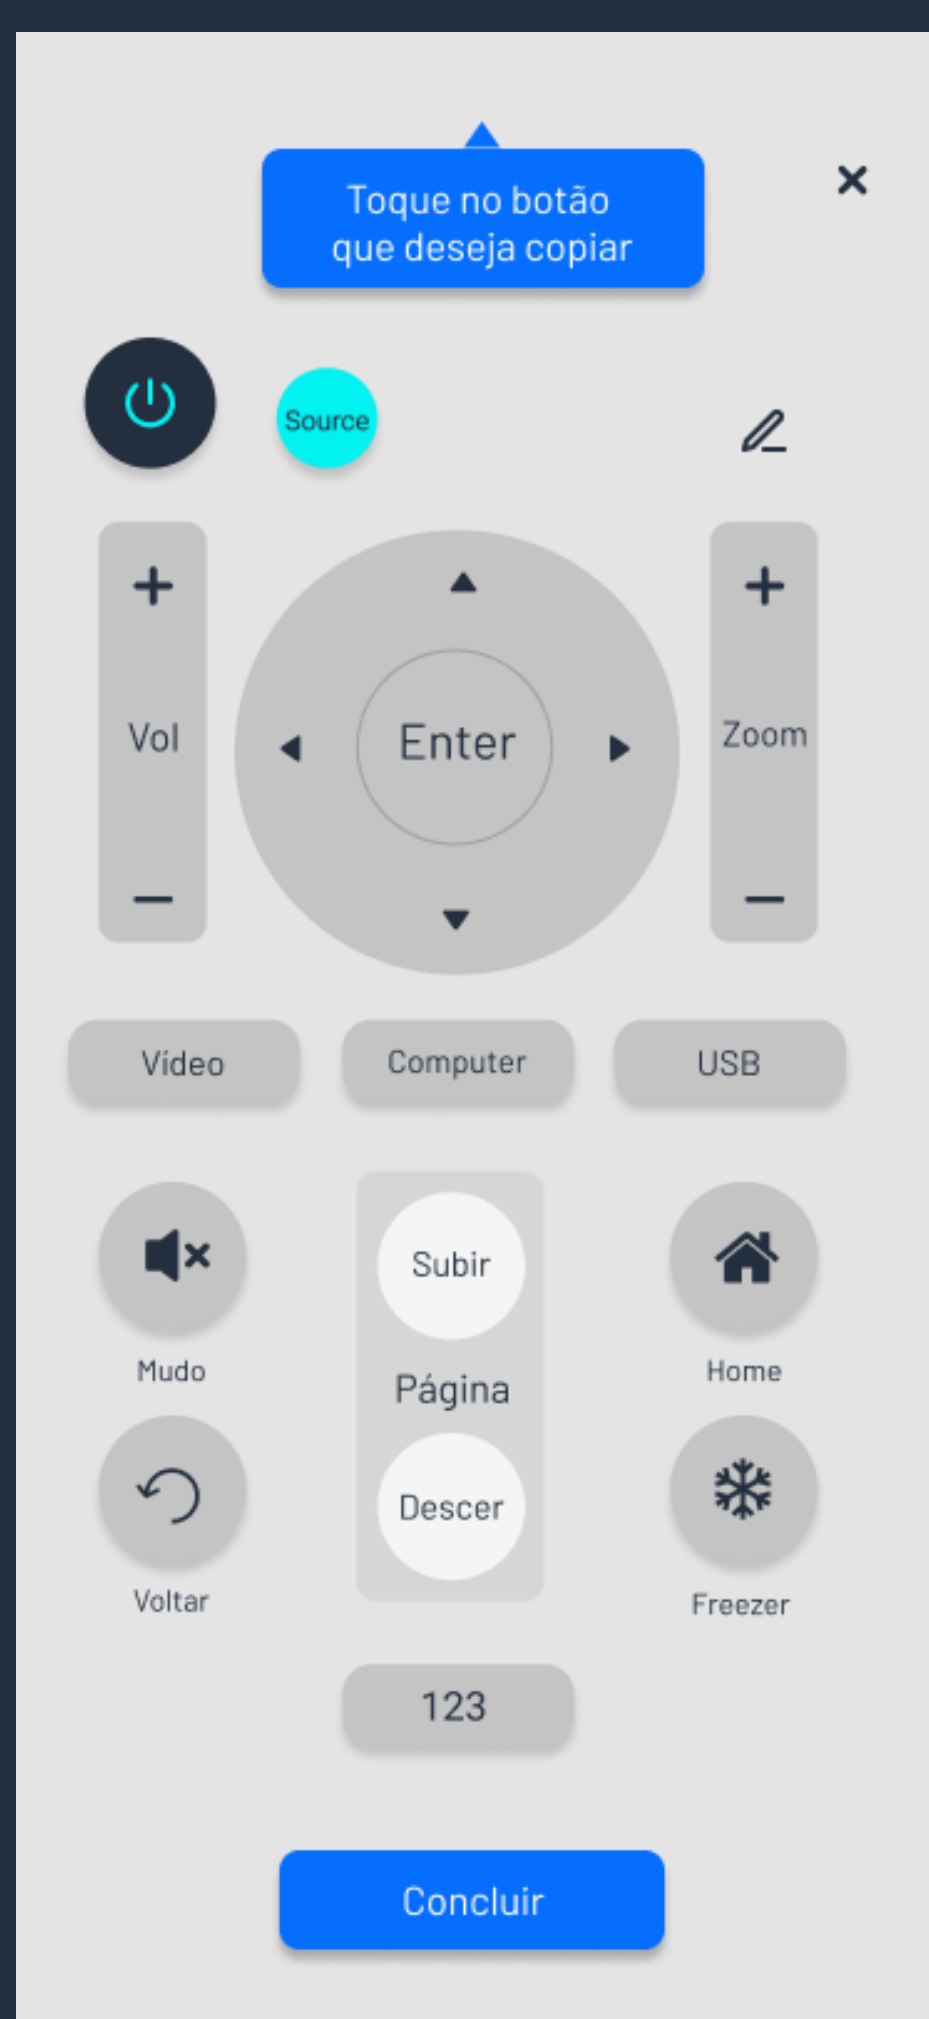 Toque no botão
que deseja copiar
Source
Vol
Enter
Zoom
Vídeo
Computer
USB
Subir
Mudo
Página
Home
Descer
Voltar
Freezer
123
Concluir